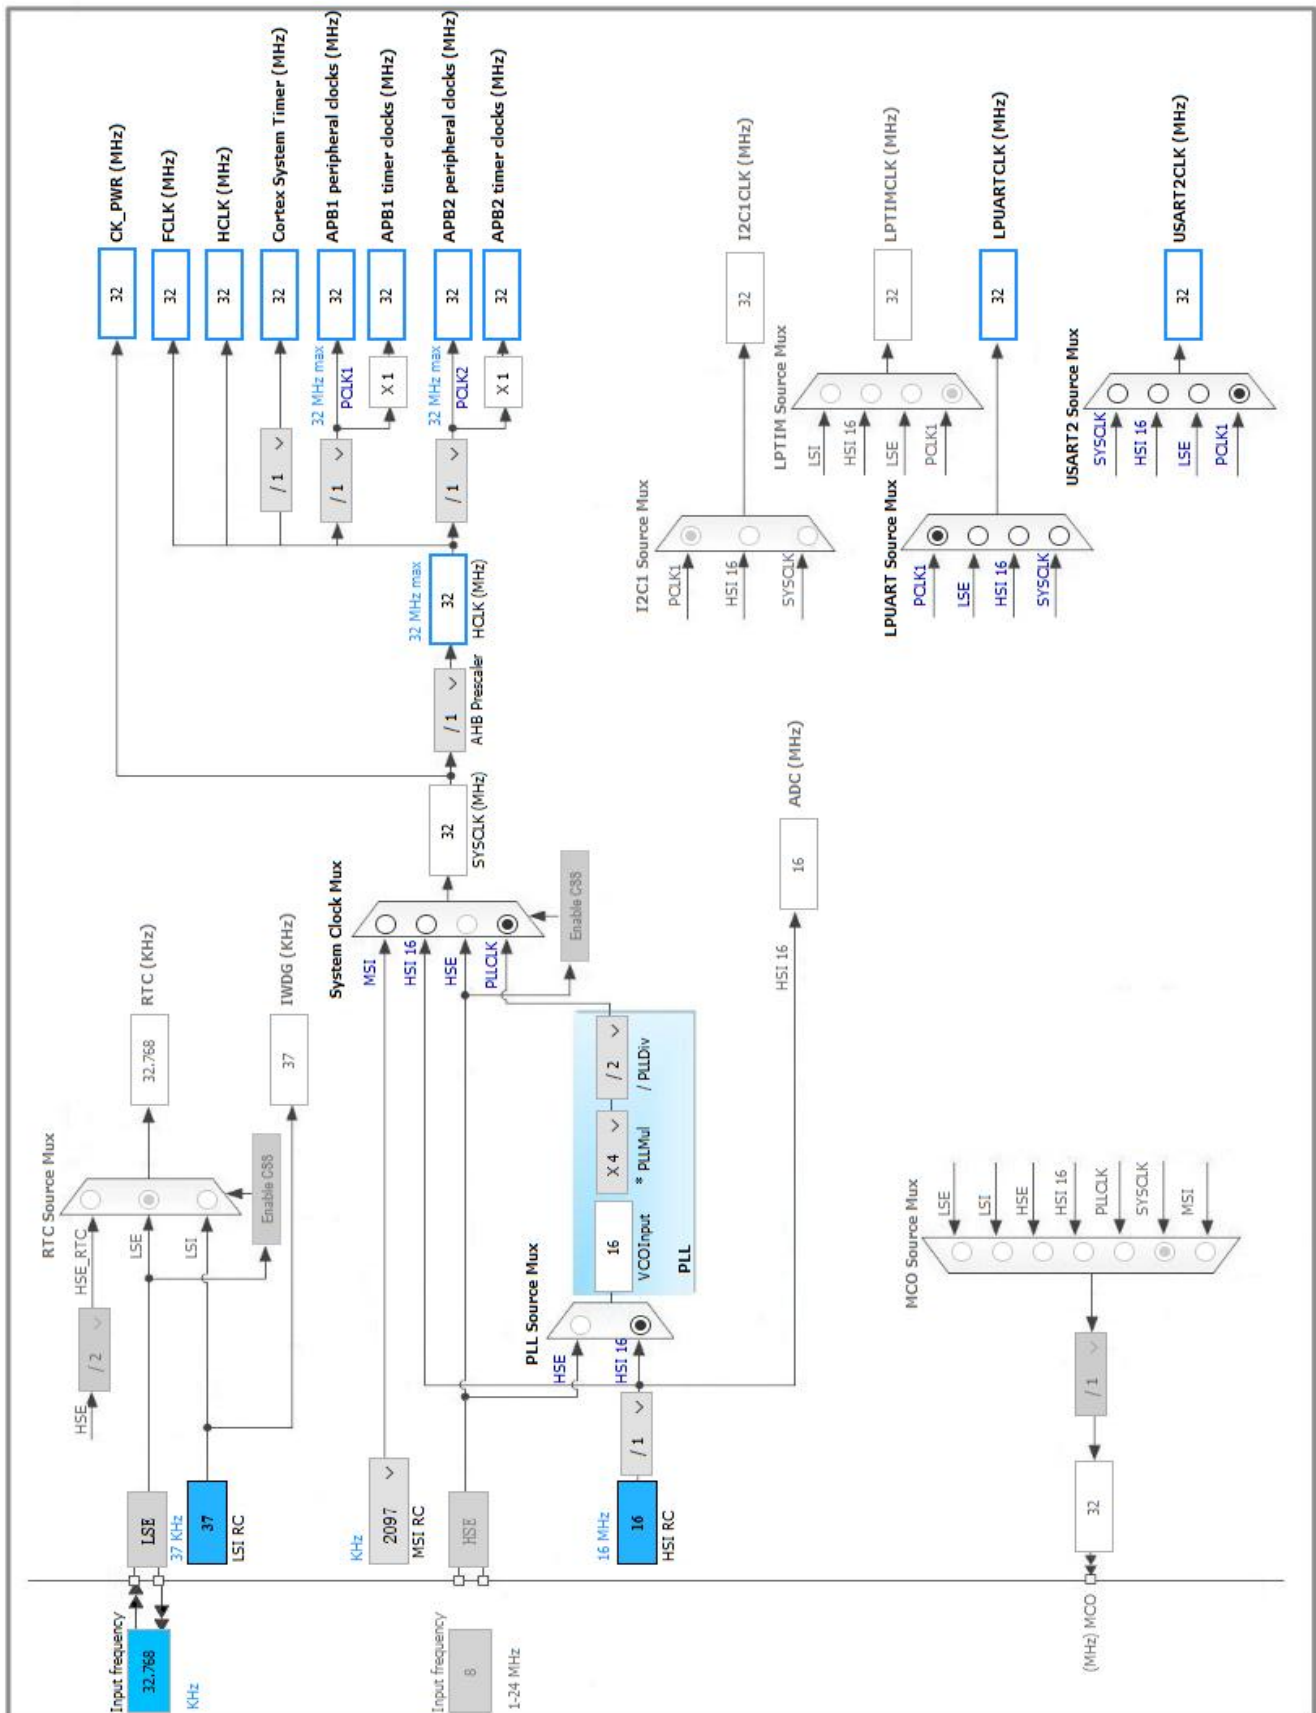 Input frequency
32.768
KHz
LSE
37 KHz
37
LSI RC
HSE
/ 2
HSE_RTC
LSE
LSI
RTC Source Mux
Enable CSS
32.768
RTC (KHz)
37
IWDG (KHz)
KHz
2097
MSI RC
Input frequency
8
1-24 MHz
HSE
16 MHz
16
HSI RC
/ 1
HSE
HSI 16
PLL Source Mux
16
VCOInput
X 4
* PLLMul
/ 2
/ PLLDiv
PLL
System Clock Mux
MSI
HSI 16
HSE
PLLCLK
Enable CSS
32
SYSCLK (MHz)
/ 1
AHB Prescaler
32 MHz max
32
HCLK (MHz)
HSI 16
16
ADC (MHz)
32
CK_PWR (MHz)
32
FCLK (MHz)
32
HCLK (MHz)
/ 1
32
Cortex System Timer (MHz)
/ 1
32 MHz max
PCLK1
32
APB1 peripheral clocks (MHz)
X 1
32
APB1 timer clocks (MHz)
/ 1
32 MHz max
PCLK2
32
APB2 peripheral clocks (MHz)
X 1
32
APB2 timer clocks (MHz)
I2C1 Source Mux
PCLK1
HSI 16
SYSCLK
32
I2C1CLK (MHz)
LPTIM Source Mux
LSI
HSI 16
LSE
PCLK1
32
LPTIMCLK (MHz)
LPUART Source Mux
PCLK1
LSE
HSI 16
SYSCLK
32
LPUARTCLK (MHz)
USART2 Source Mux
SYSCLK
HSI 16
LSE
PCLK1
32
USART2CLK (MHz)
MCO Source Mux
LSE
LSI
HSE
HSI 16
PLLCLK
SYSCLK
MSI
/ 1
32
(MHz) MCO